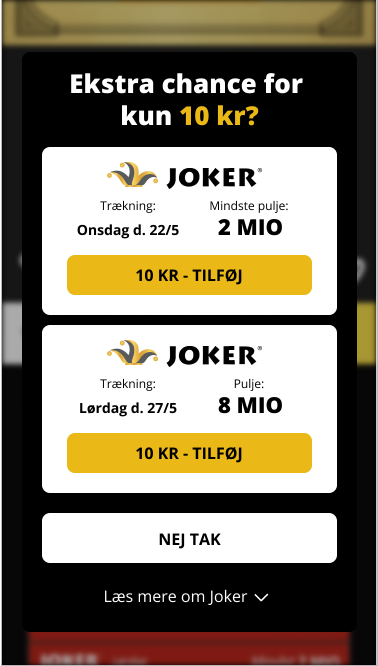 Ekstra chance for
kun 10 kr?
JOKER®
Trækning: Mindste pulje:
Onsdag d. 22/5 2 MIO
10 KR - TILFØJ
JOKER®
Trækning: Pulje:
Lørdag d. 27/5 8 MIO
10 KR - TILFØJ
NEJ TAK
Læs mere om Joker
JOKER